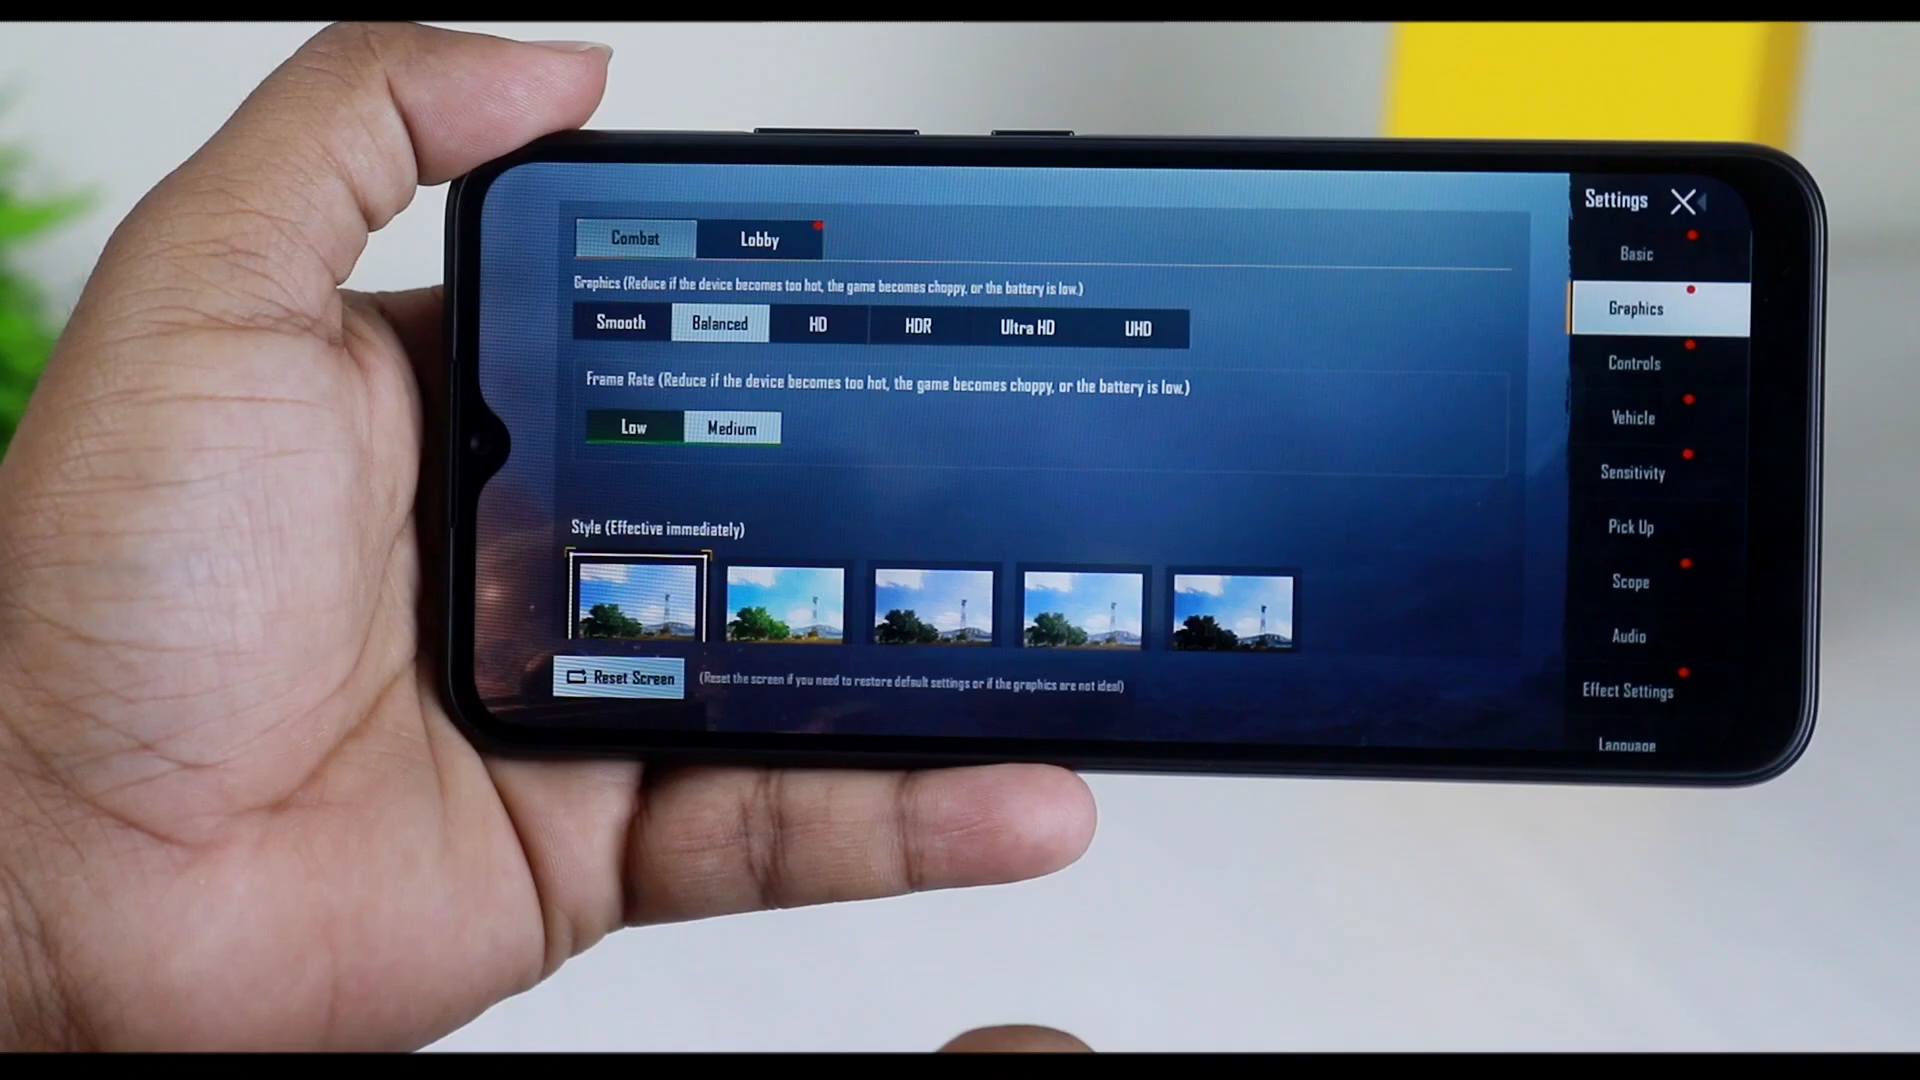 Settings
Combat
Lobby
Graphics (Reduce if the device becomes too hot, the game becomes choppy, or the battery is low.)
Smooth
Balanced
HD
HDR
Ultra HD
UHD
Frame Rate (Reduce if the device becomes too hot, the game becomes choppy, or the battery is low.)
Low
Medium
Style (Effective immediately)
Reset Screen
(Reset the screen if you need to restore default settings or if the graphics are not ideal)
Basic
Graphics
Controls
Vehicle
Sensitivity
Pick Up
Scope
Audio
Effect Settings
Language